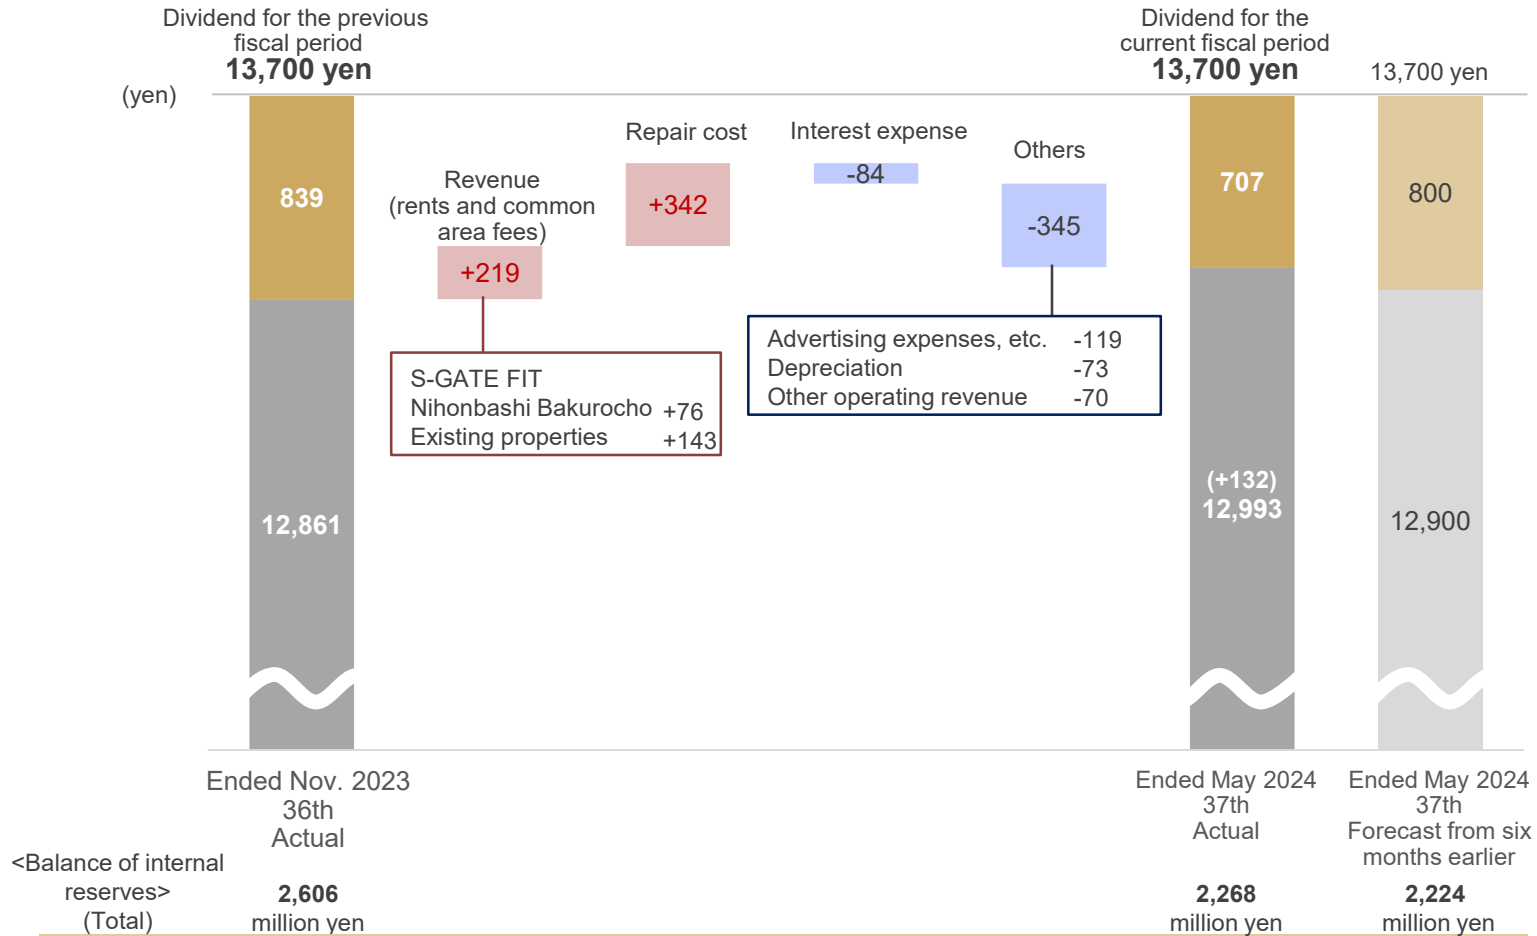 Dividend for the previous
fiscal period
13,700 yen
Dividend for the
current fiscal period
13,700 yen
13,700 yen
(yen)
839
Revenue
(rents and common
area fees)
+219
Repair cost
+342
Interest expense
-84
Others
-345
707
800
S-GATE FIT
Nihonbashi Bakurocho +76
Existing properties +143
Advertising expenses, etc. -119
Depreciation -73
Other operating revenue -70
12,861
(+132)
12,993
12,900
Ended Nov. 2023
36th
Actual
Ended May 2024
37th
Actual
Ended May 2024
37th
Forecast from six
months earlier
<Balance of internal
reserves>
(Total)
2,606
million yen
2,268
million yen
2,224
million yen